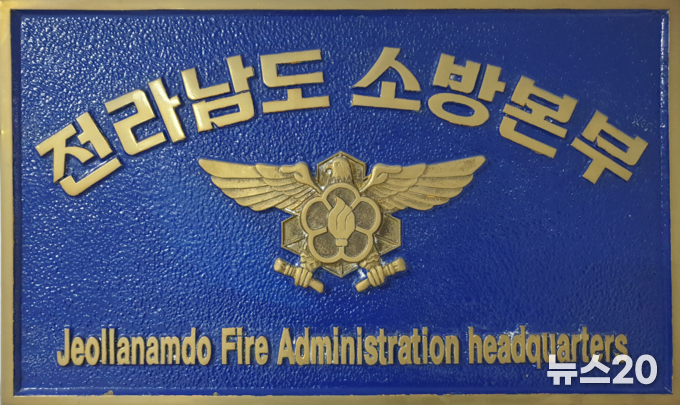 전라남도 소방본부
Jeollanamdo Fire Administration headquarters
뉴스20